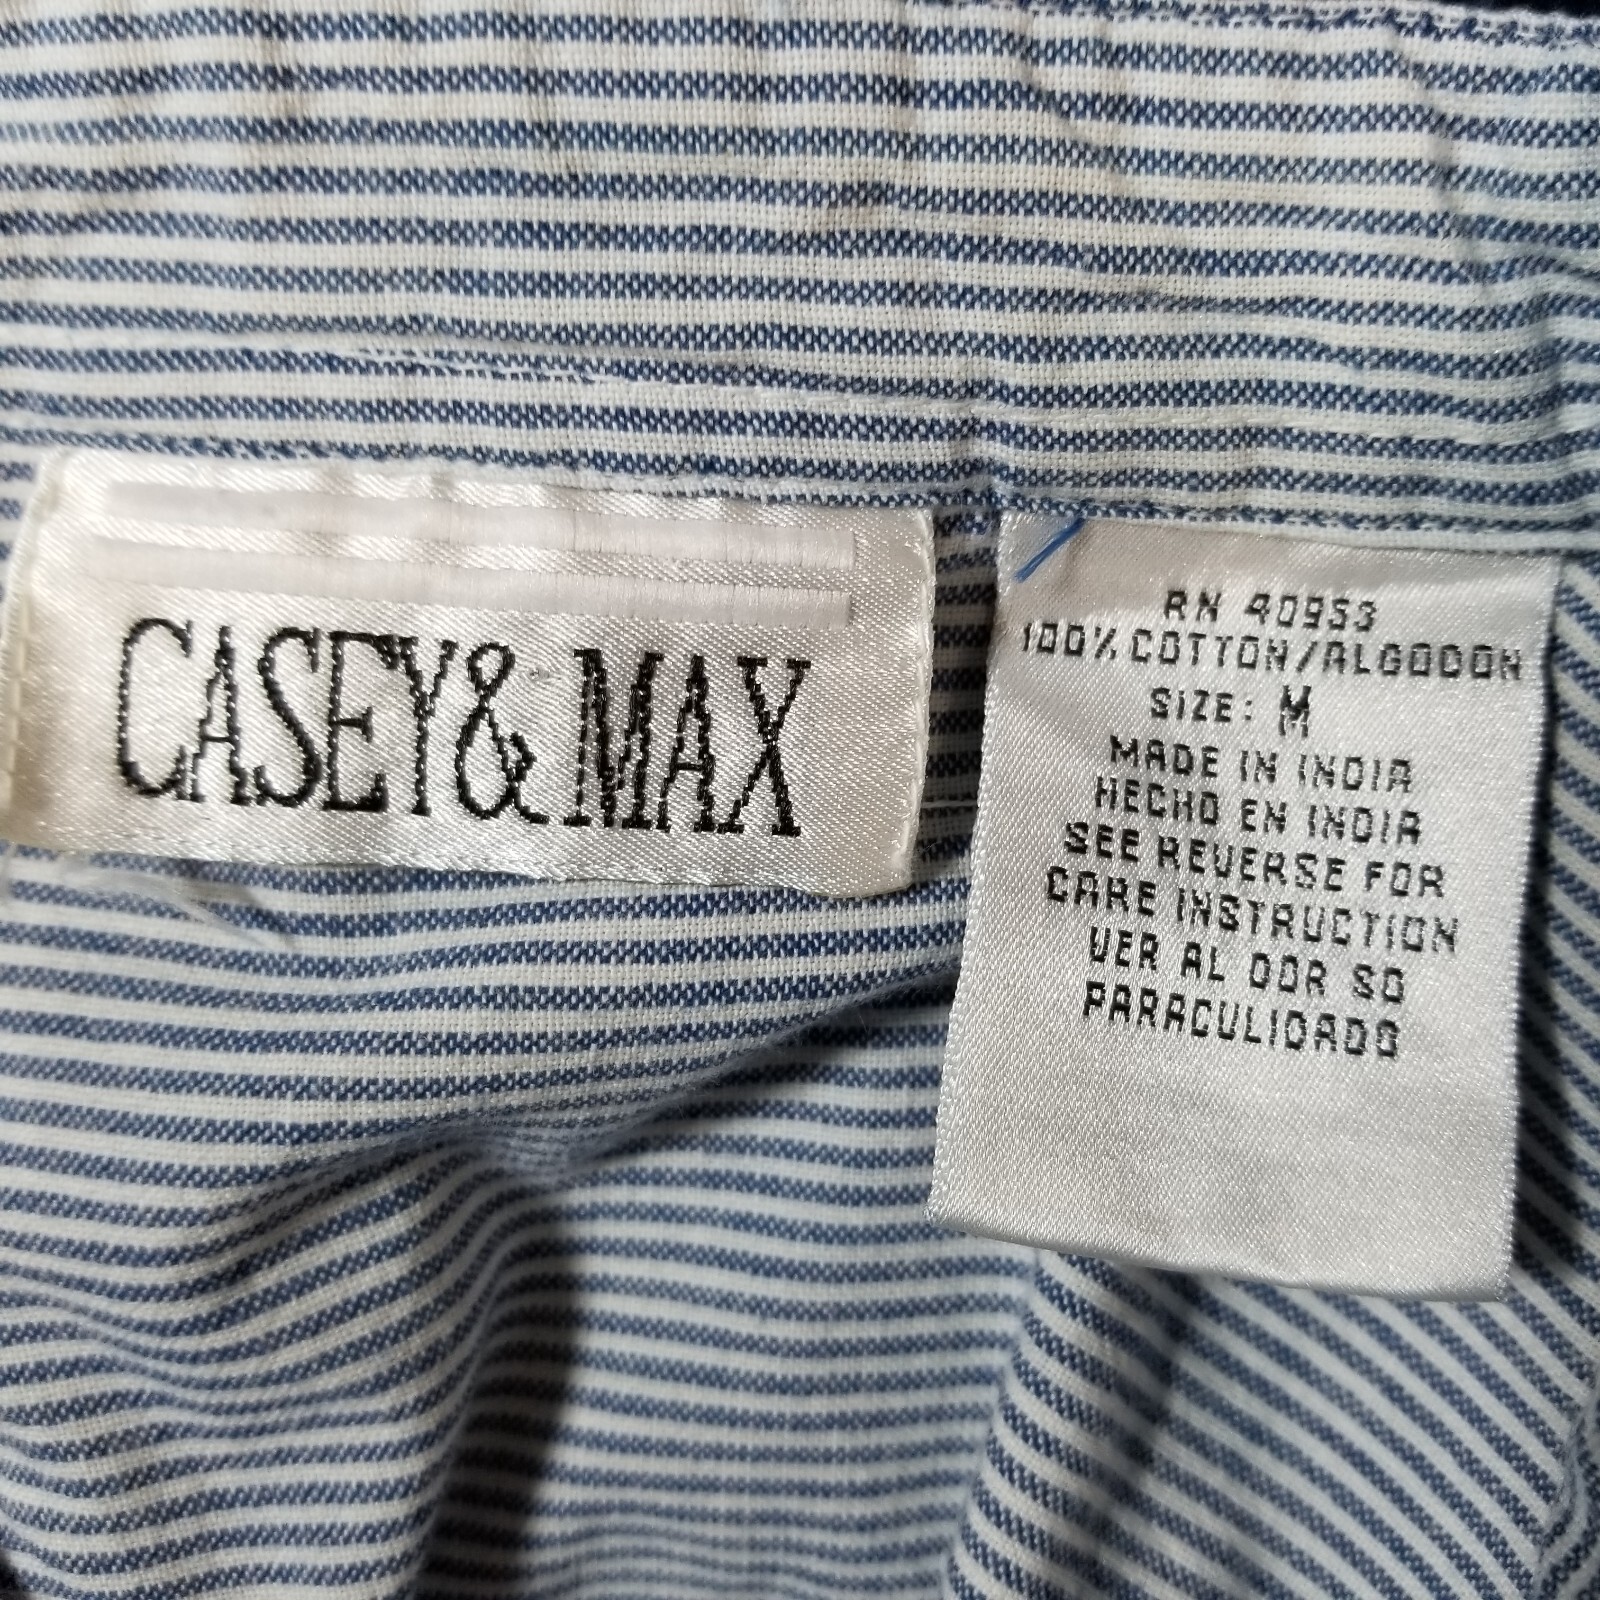 CASEY & MAX
RN 40953
100% COTTON/ALGODON
SIZE: M
MADE IN INDIA
HECHO EN INDIA
SEE REVERSE FOR
CARE INSTRUCTION
VER AL DOR SO
PARACULIDADO